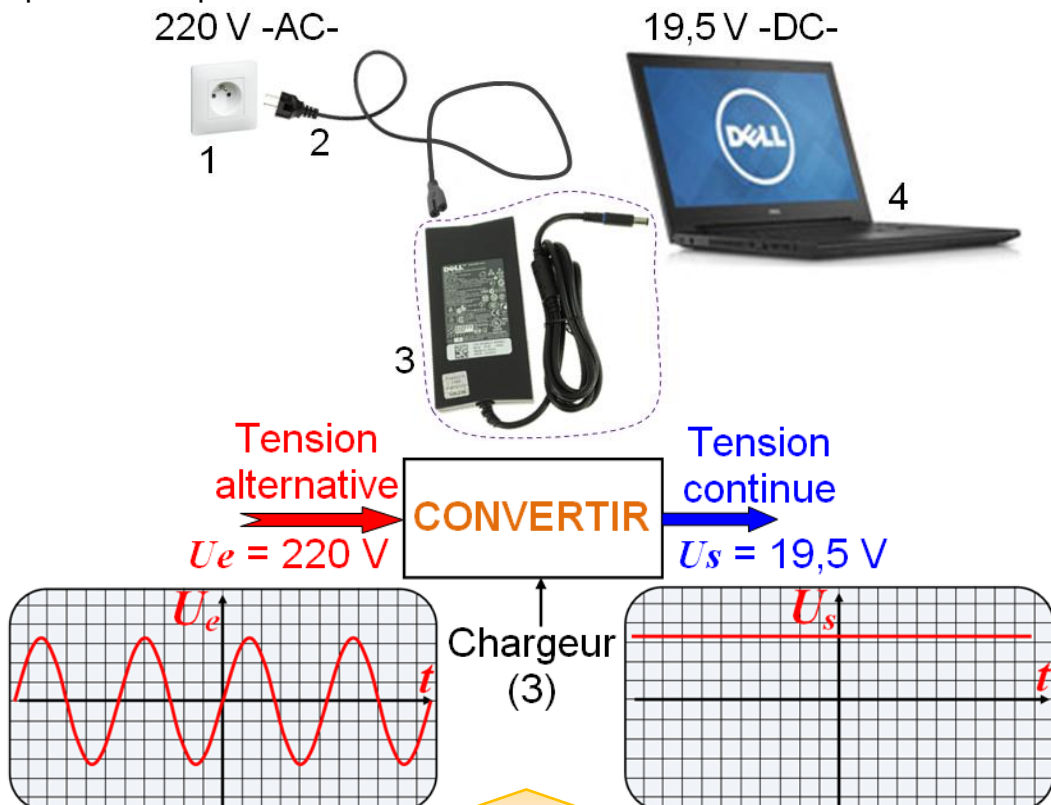 220 V -AC-
19,5 V -DC-
1
2
DELL
4
DELL
3
Tension
alternative
Ue = 220 V
CONVERTIR
Tension
continue
Us = 19,5 V
Ue
t
Chargeur
(3)
Us
t